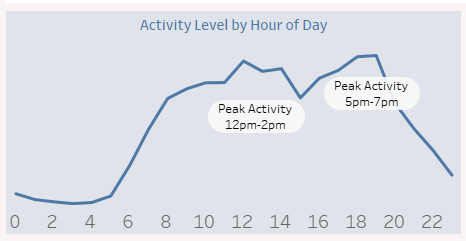 Activity Level by Hour of Day
Peak Activity
12pm-2pm
Peak Activity
5pm-7pm
0 2 4 6 8 10 12 14 16 18 20 22